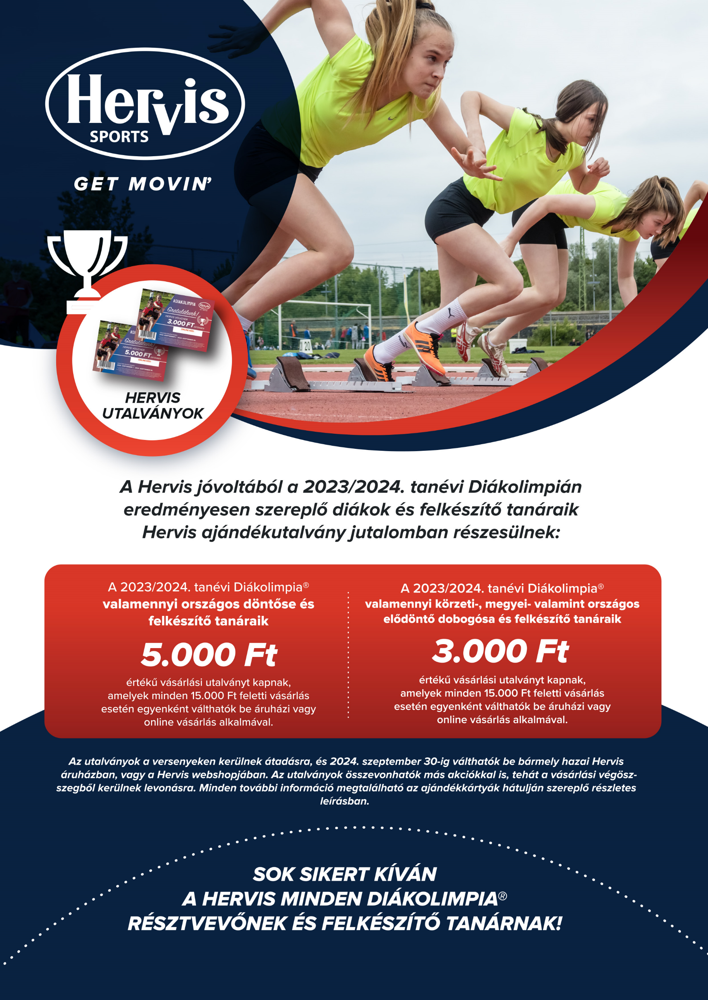 Hervis
SPORTS
GET MOVIN'
#DIAKOLIMPIA
Hervis
Gratulálunk!
HERVIS VOUCHER
3.000 FT
ÉRTÉKBEN
ONLINE KÓD:
Gratulálunk!
HERVIS VOUCHER
5.000 FT
ÉRTÉKBEN
ONLINE KÓD:
20
HERVIS
UTALVÁNYOK
A Hervis jóvoltából a 2023/2024. tanévi Diákolimpián
eredményesen szereplő diákok és felkészítő tanáraik
Hervis ajándékutalvány jutalomban részesülnek:
A 2023/2024. tanévi Diákolimpia®
valamennyi országos döntőse és
felkészítő tanáraik
5.000 Ft
értékű vásárlási utalványt kapnak,
amelyek minden 15.000 Ft feletti vásárlás
esetén egyenként válthatók be áruházi vagy
online vásárlás alkalmával.
A 2023/2024. tanévi Diákolimpia®
valamennyi körzeti-, megyei- valamint országos
elődöntő dobogósa és felkészítő tanáraik
3.000 Ft
értékű vásárlási utalványt kapnak,
amelyek minden 15.000 Ft feletti vásárlás
esetén egyenként válthatók be áruházi vagy
online vásárlás alkalmával.
Az utalványok a versenyeken kerülnek átadásra, és 2024. szeptember 30-ig válthatók be bármely hazai Hervis
áruházban, vagy a Hervis webshopjában. Az utalványok összevonhatók más akciókkal is, tehát a vásárlási végösz-
szegből kerülnek levonásra. Minden további információ megtalálható az ajándékkártyák hátulján szereplő részletes
leírásban.
SOK SIKERT KÍVÁN
A HERVIS MINDEN DIÁKOLIMPIA®
RÉSZTVEVŐNEK ÉS FELKÉSZÍTŐ TANÁRNAK!